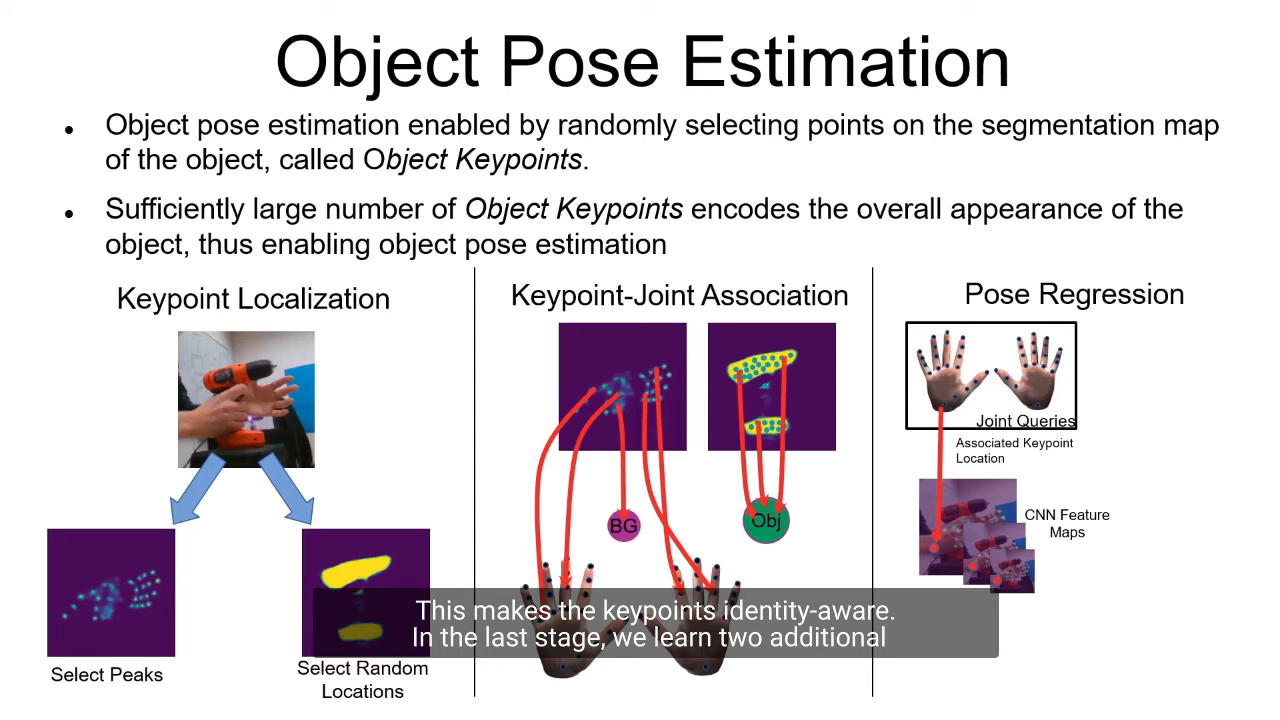 Object Pose Estimation
• Object pose estimation enabled by randomly selecting points on the segmentation map
of the object, called Object Keypoints.
• Sufficiently large number of Object Keypoints encodes the overall appearance of the
object, thus enabling object pose estimation
Keypoint Localization
Select Peaks
Select Random
Locations
Keypoint-Joint Association
BG
Obj
Pose Regression
Joint Queries
Associated Keypoint
Location
CNN Feature
Maps
This makes the keypoints identity-aware.
In the last stage, we learn two additional